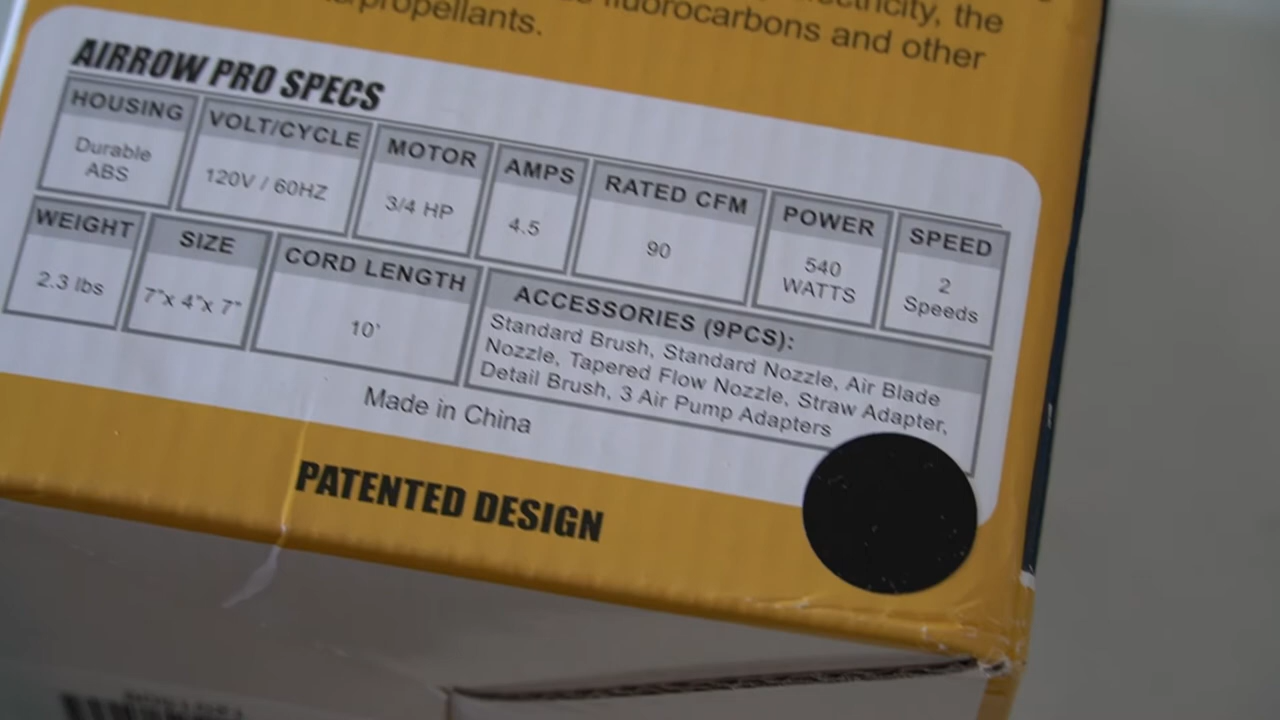 the
fluorocarbons and other
propellants.
AIRROW PRO SPECS
HOUSING
Durable
ABS
VOLT/CYCLE
120V / 60HZ
MOTOR
3/4 HP
AMPS
4.5
RATED CFM
90
POWER
540
WATTS
SPEED
2
Speeds
WEIGHT
2.3 lbs
SIZE
7"x 4"x 7"
CORD LENGTH
10'
ACCESSORIES (9PCS):
Standard Brush, Standard Nozzle, Air Blade
Nozzle, Tapered Flow Nozzle, Straw Adapter,
Detail Brush, 3 Air Pump Adapters
Made in China
PATENTED DESIGN